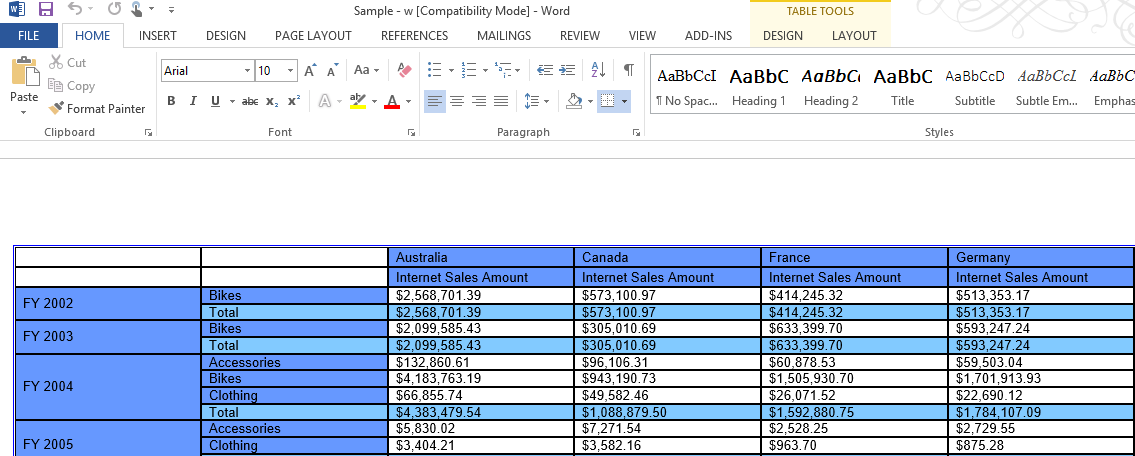 Sample - w [Compatibility Mode] - Word
TABLE TOOLS
FILE HOME INSERT DESIGN PAGE LAYOUT REFERENCES MAILINGS REVIEW VIEW ADD-INS DESIGN LAYOUT
Paste
Cut
Copy
Format Painter
Clipboard
Arial 10
B I U abc X₂ X²
Font
Paragraph
AaBbCcI AaBbC AaBbC AaBbC AaBbCcD AaBbCcI AaBbC
¶ No Spac... Heading 1 Heading 2 Title Subtitle Subtle Em... Emphas
Styles
Australia Canada France Germany
Internet Sales Amount Internet Sales Amount Internet Sales Amount Internet Sales Amount
FY 2002
Bikes $2,568,701.39 $573,100.97 $414,245.32 $513,353.17
Total $2,568,701.39 $573,100.97 $414,245.32 $513,353.17
FY 2003
Bikes $2,099,585.43 $305,010.69 $633,399.70 $593,247.24
Total $2,099,585.43 $305,010.69 $633,399.70 $593,247.24
FY 2004
Accessories $132,860.61 $96,106.31 $60,878.53 $59,503.04
Bikes $4,183,763.19 $943,190.73 $1,505,930.70 $1,701,913.93
Clothing $66,855.74 $49,582.46 $26,071.52 $22,690.12
Total $4,383,479.54 $1,088,879.50 $1,592,880.75 $1,784,107.09
FY 2005
Accessories $5,830.02 $7,271.54 $2,528.25 $2,729.55
Clothing $3,404.21 $3,582.16 $963.70 $875.28